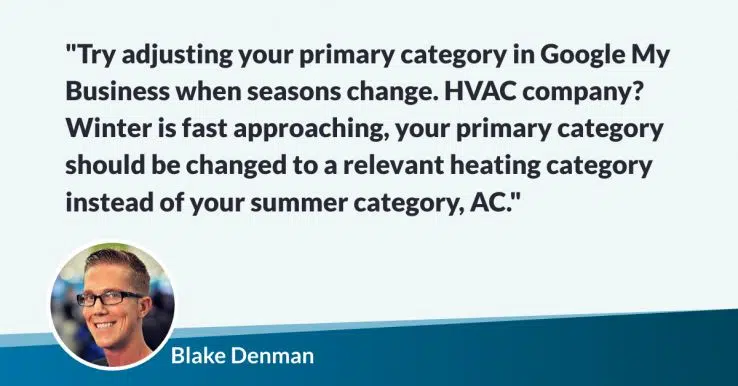 "Try adjusting your primary category in Google My
Business when seasons change. HVAC company?
Winter is fast approaching, your primary category
should be changed to a relevant heating category
instead of your summer category, AC."
Blake Denman